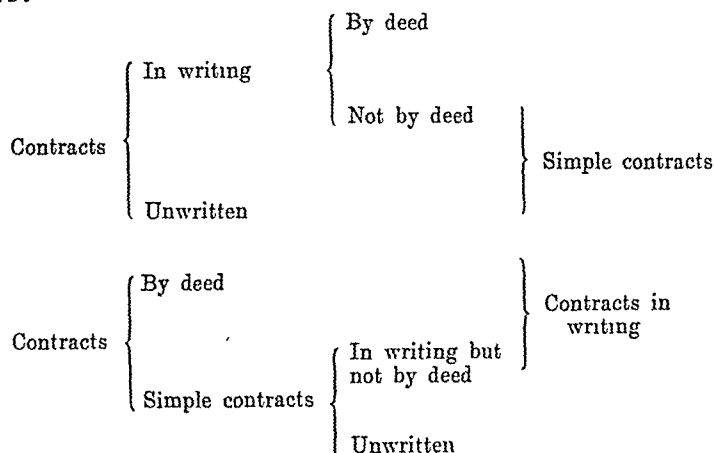 By deed
In writing
Not by deed
Contracts
Simple contracts
Unwritten
By deed
Contracts in
writing
Contracts
In writing but
not by deed
Simple contracts
Unwritten